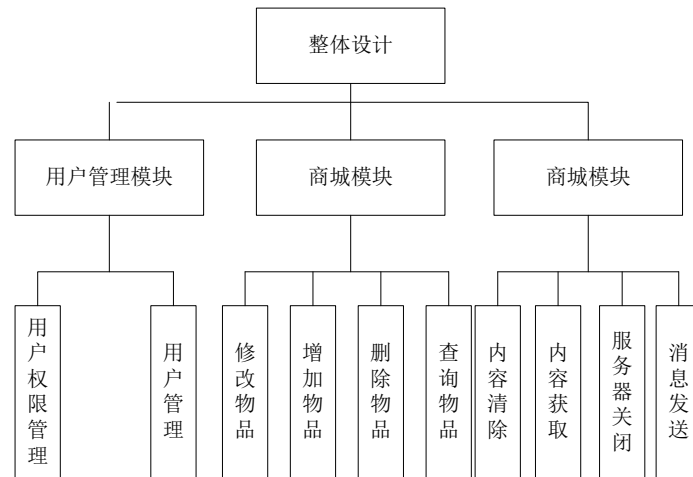 整体设计
用户管理模块
商城模块
商城模块
用户权限管理
用户管理
修改物品
增加物品
删除物品
查询物品
内容清除
内容获取
服务器关闭
消息发送